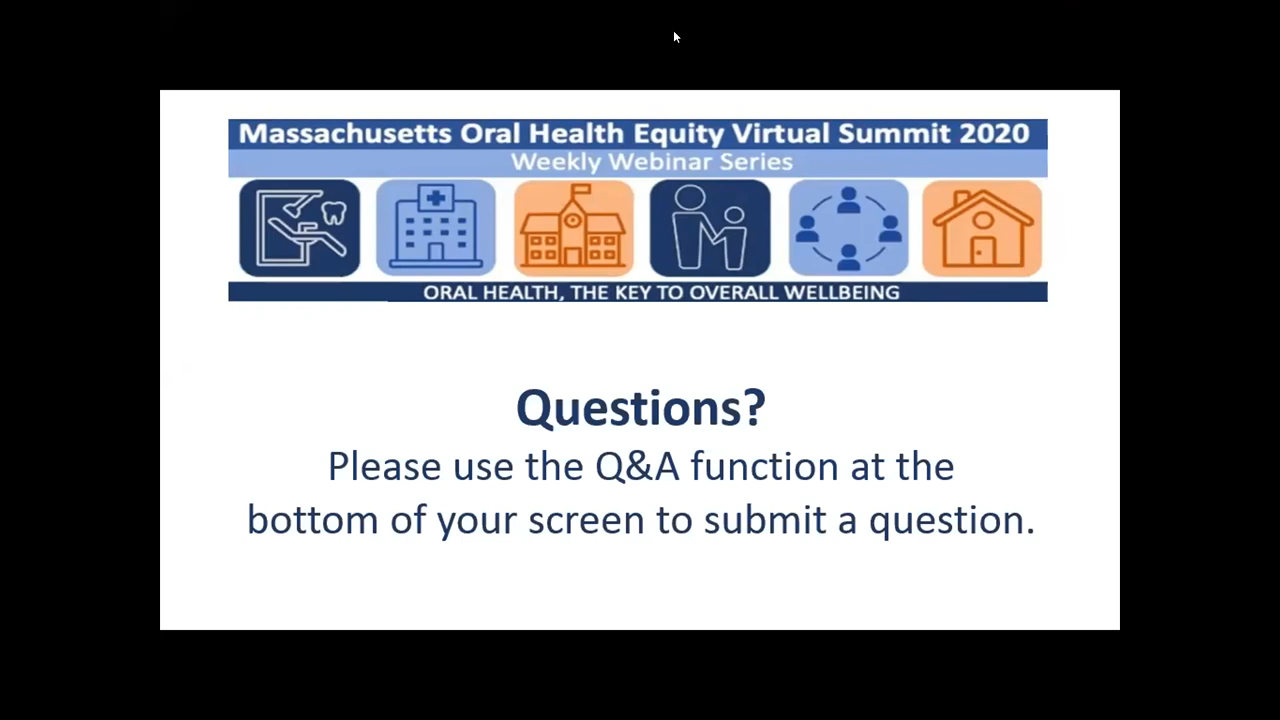 Massachusetts Oral Health Equity Virtual Summit 2020
Weekly Webinar Series
ORAL HEALTH, THE KEY TO OVERALL WELLBEING
Questions?
Please use the Q&A function at the
bottom of your screen to submit a question.